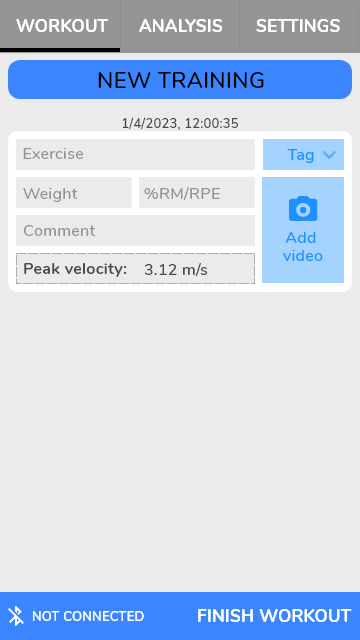 WORKOUT ANALYSIS SETTINGS
NEW TRAINING
1/4/2023, 12:00:35
Exercise Tag
Weight %RM/RPE
Add
video
Comment
Peak velocity: 3.12 m/s
NOT CONNECTED FINISH WORKOUT